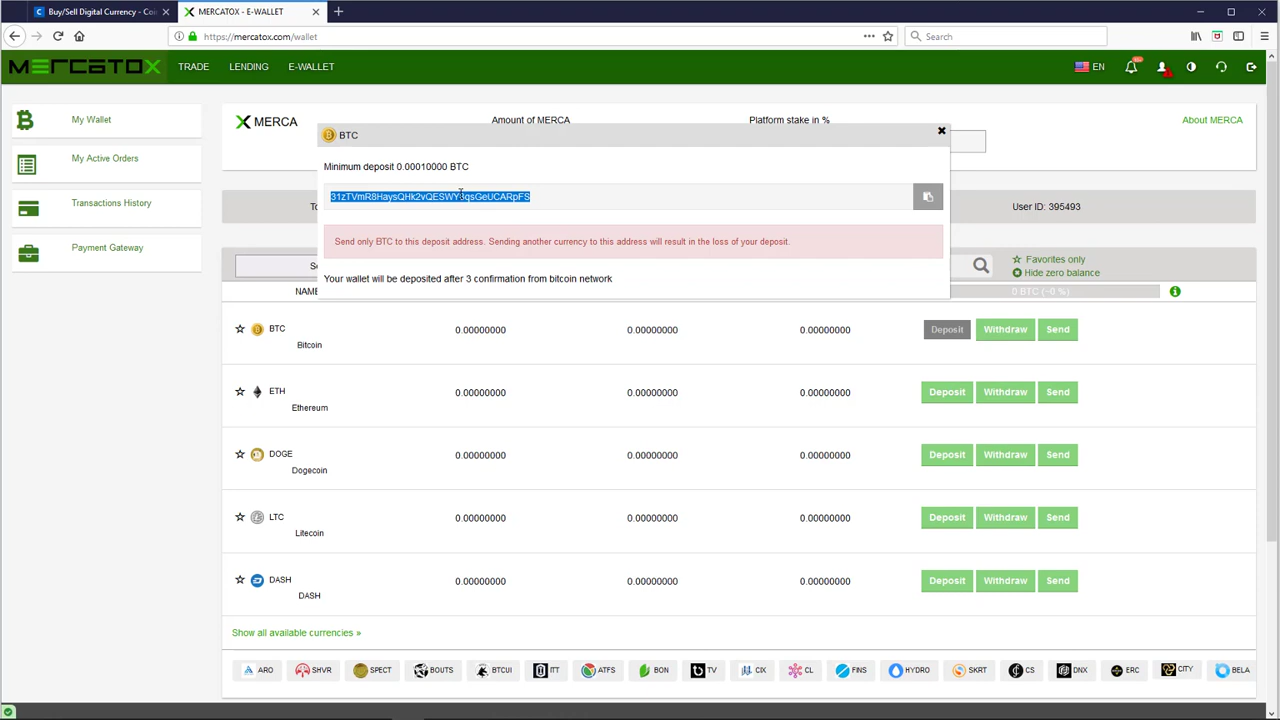 Buy/Sell Digital Currency - Coi
MERCATOX - E-WALLET
https://mercatox.com/wallet
Search
MERCATOX
TRADE
LENDING
E-WALLET
EN
My Wallet
My Active Orders
Transactions History
Payment Gateway
MERCA
Amount of MERCA
Platform stake in %
About MERCA
BTC
Minimum deposit 0.00010000 BTC
Send only BTC to this deposit address. Sending another currency to this address will result in the loss of your deposit.
Your wallet will be deposited after 3 confirmation from bitcoin network
User ID: 395493
Favorites only
Hide zero balance
NAME
0 BTC (~0 %)
BTC 0.00000000 0.00000000 0.00000000 Deposit Withdraw Send
Bitcoin
ETH 0.00000000 0.00000000 0.00000000 Deposit Withdraw Send
Ethereum
DOGE 0.00000000 0.00000000 0.00000000 Deposit Withdraw Send
Dogecoin
LTC 0.00000000 0.00000000 0.00000000 Deposit Withdraw Send
Litecoin
DASH 0.00000000 0.00000000 0.00000000 Deposit Withdraw Send
DASH
Show all available currencies »
ARO SHVR SPECT BOUTS BTCUI ITT ATFS BON TV CIX CL FINS HYDRO SKRT CS DNX ERC CITY BELA